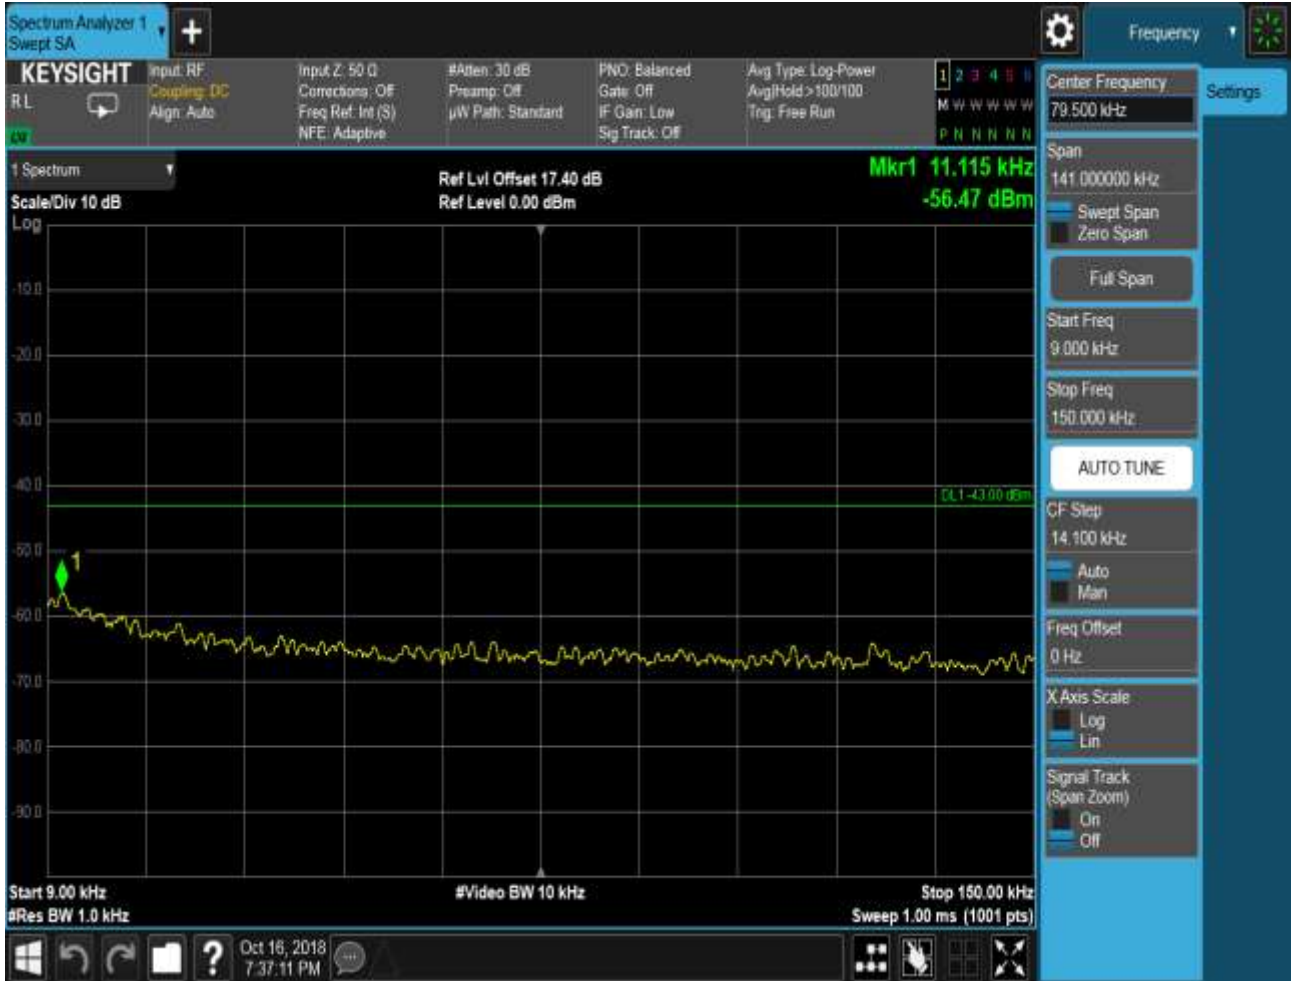 Spectrum Analyzer 1
Swept SA
+
Frequency
KEYSIGHT
R L
Input: RF
Coupling: DC
Align: Auto
Input Z: 50 Ω
Corrections: Off
Freq Ref: Int (S)
NFE: Adaptive
#Atten: 30 dB
Preamp: Off
µW Path: Standard
PNO: Balanced
Gate: Off
IF Gain: Low
Sig Track: Off
Avg Type: Log-Power
Avg|Hold:>100/100
Trig: Free Run
1 2 3 4 5 6
M W W W W W
P N N N N N
1 Spectrum
Scale/Div 10 dB
Log
Ref Lvl Offset 17.40 dB
Ref Level 0.00 dBm
Mkr1 11.115 kHz
-56.47 dBm
-10.0
-20.0
-30.0
-40.0
DL1 -43.00 dBm
-50.0
1
-60.0
-70.0
-80.0
-90.0
Start 9.00 kHz
#Res BW 1.0 kHz
#Video BW 10 kHz
Stop 150.00 kHz
Sweep 1.00 ms (1001 pts)
Center Frequency
79.500 kHz
Settings
Span
141.000000 kHz
Swept Span
Zero Span
Full Span
Start Freq
9.000 kHz
Stop Freq
150.000 kHz
AUTO TUNE
CF Step
14.100 kHz
Auto
Man
Freq Offset
0 Hz
X Axis Scale
Log
Lin
Signal Track
(Span Zoom)
On
Off
?
Oct 16, 2018
7:37:11 PM